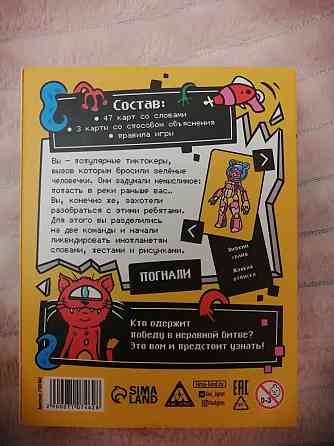 Состав:
• 47 карт со словами
• 3 карты со способом объяснения
• правила игры
Вы – популярные тиктокеры,
вызов которым бросили зелёные
человечки. Они задумали немыслимое:
попасть в реки раньше вас…
Вы, конечно же, захотели
разобраться с этими ребятами.
Для этого вы разделились
на две команды и начали
ликвидировать инопланетян
словами, жестами и рисунками.
ПОГНАЛИ
Кто одержит
победу в неравной битве?
Это вам и предстоит узнать!
SIMA
LAND
EAC
0-3